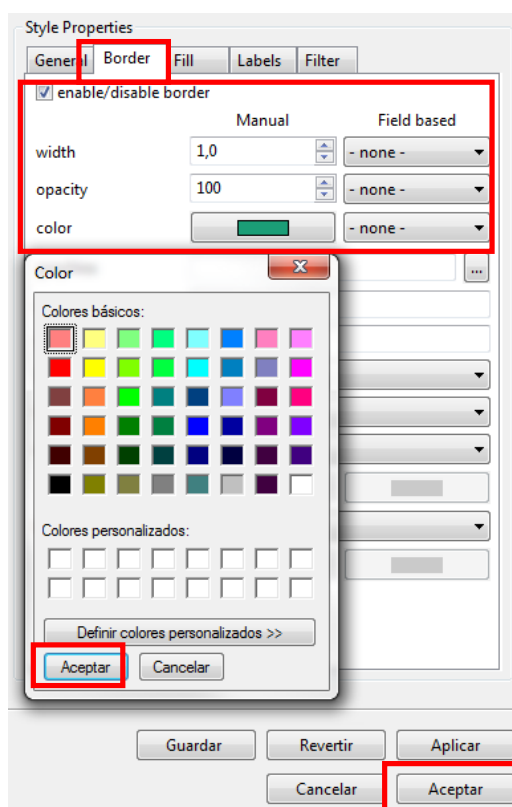 Style Properties
General Border Fill Labels Filter
enable/disable border
Manual Field based
width 1,0 - none -
opacity 100 - none -
color - none -
Color
...
Colores básicos:
Colores personalizados:
Definir colores personalizados >>
Aceptar Cancelar
Guardar Revertir Aplicar
Cancelar Aceptar